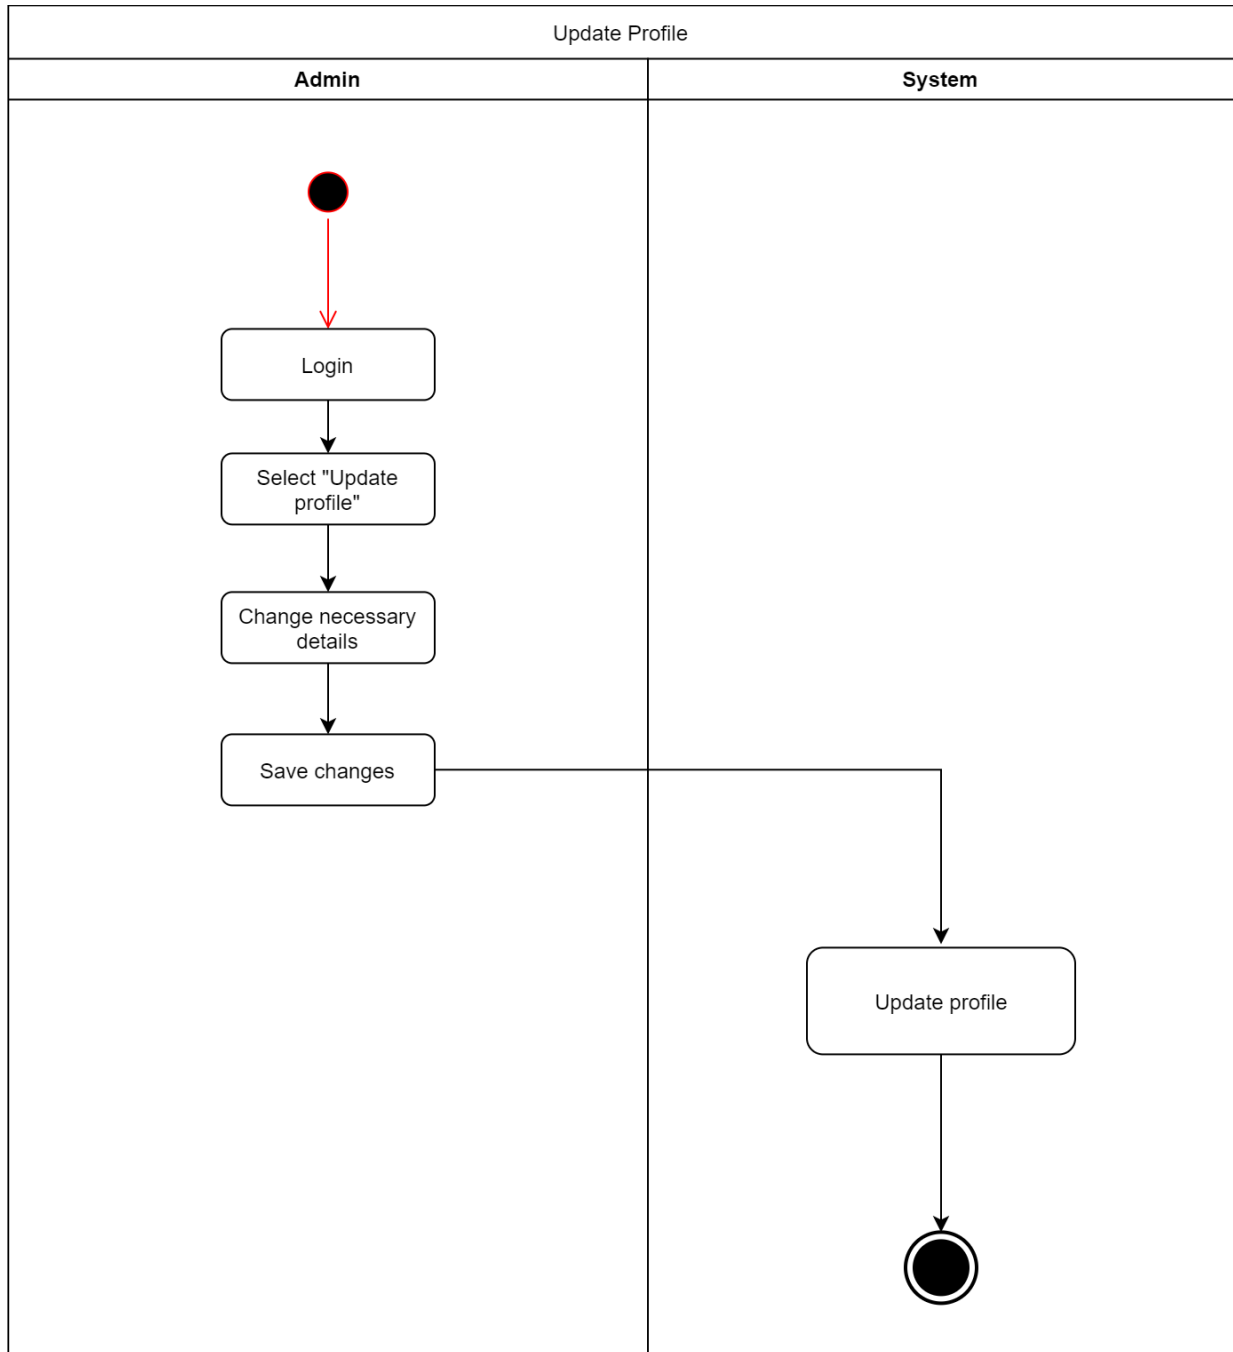 Update Profile
Admin
System
Login
Select "Update
profile"
Change necessary
details
Save changes
Update profile